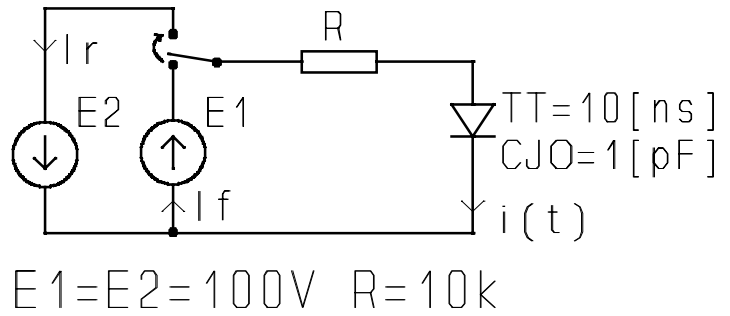 R
Ir
E2
E1
TT=10[ns]
CJO=1[pF]
If
i(t)
E1=E2=100V R=10k